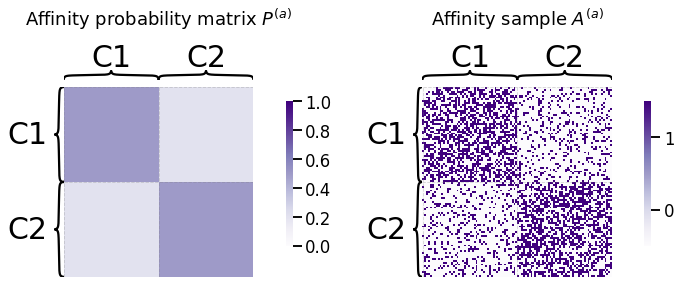 Affinity probability matrix P^(a)
C1 C2
C1
C2
1.0
0.8
0.6
0.4
0.2
0.0
Affinity sample A^(a)
C1 C2
C1
C2
1
0